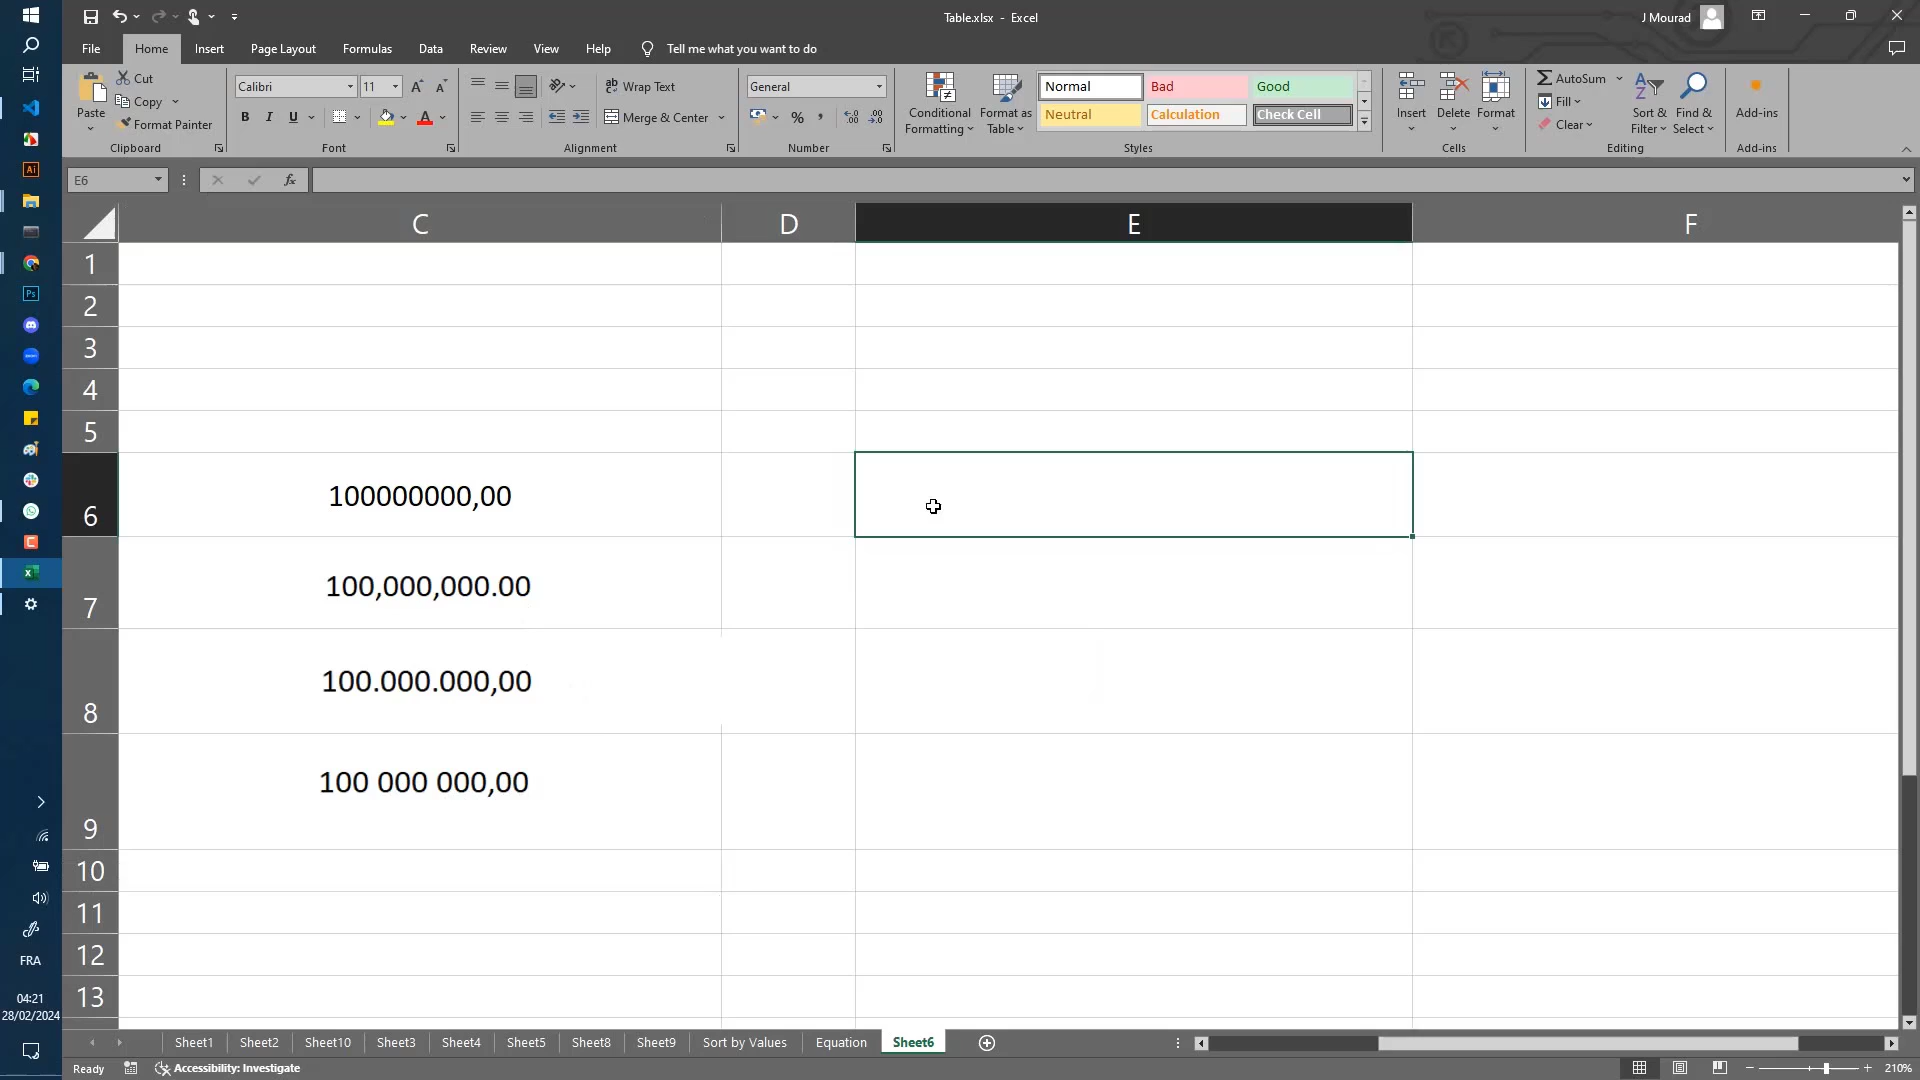 Table.xlsx - Excel
J Mourad
File Home Insert Page Layout Formulas Data Review View Help Tell me what you want to do
Paste
Cut
Copy
Format Painter
Clipboard
Calibri 11
B I U
Font
Wrap Text
Merge & Center
Alignment
General
%
Number
Conditional Formatting
Format as Table
Normal Bad Good
Neutral Calculation Check Cell
Styles
Insert Delete Format
Cells
AutoSum
Fill
Clear
Sort & Filter
Find & Select
Editing
Add-ins
Add-ins
E6
fx
C D E F
1
2
3
4
5
6 100000000,00
7 100,000,000.00
8 100.000.000,00
9 100 000 000,00
10
11
12
13
FRA
04:21
28/02/2024
Sheet1 Sheet2 Sheet10 Sheet3 Sheet4 Sheet5 Sheet8 Sheet9 Sort by Values Equation Sheet6
Ready Accessibility: Investigate 210%